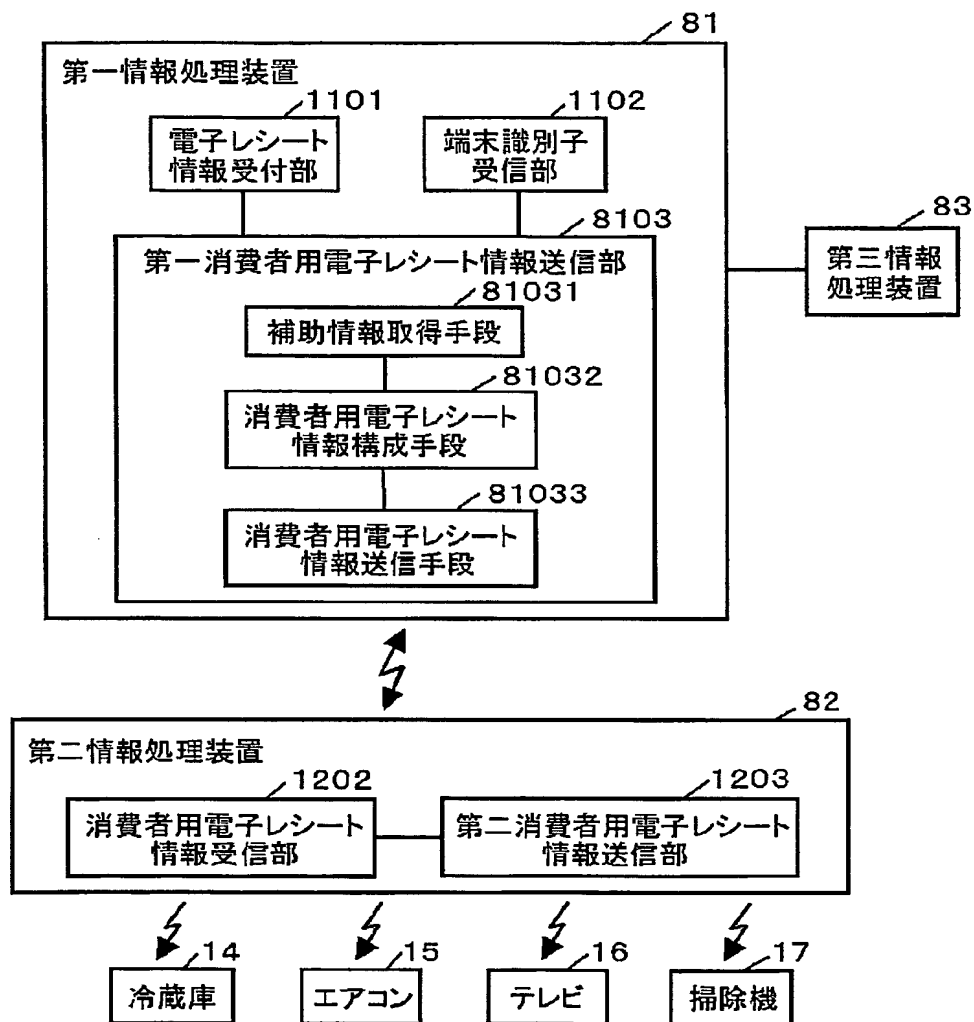 81
第一情報処理装置
1101
1102
電子レシート
情報受付部
端末識別子
受信部
8103
83
第一消費者用電子レシート情報送信部
第三情報
処理装置
81031
補助情報取得手段
81032
消費者用電子レシート
情報構成手段
81033
消費者用電子レシート
情報送信手段
82
第二情報処理装置
1202
1203
消費者用電子レシート
情報受信部
第二消費者用電子レシート
情報送信部
14
15
16
17
冷蔵庫
エアコン
テレビ
掃除機